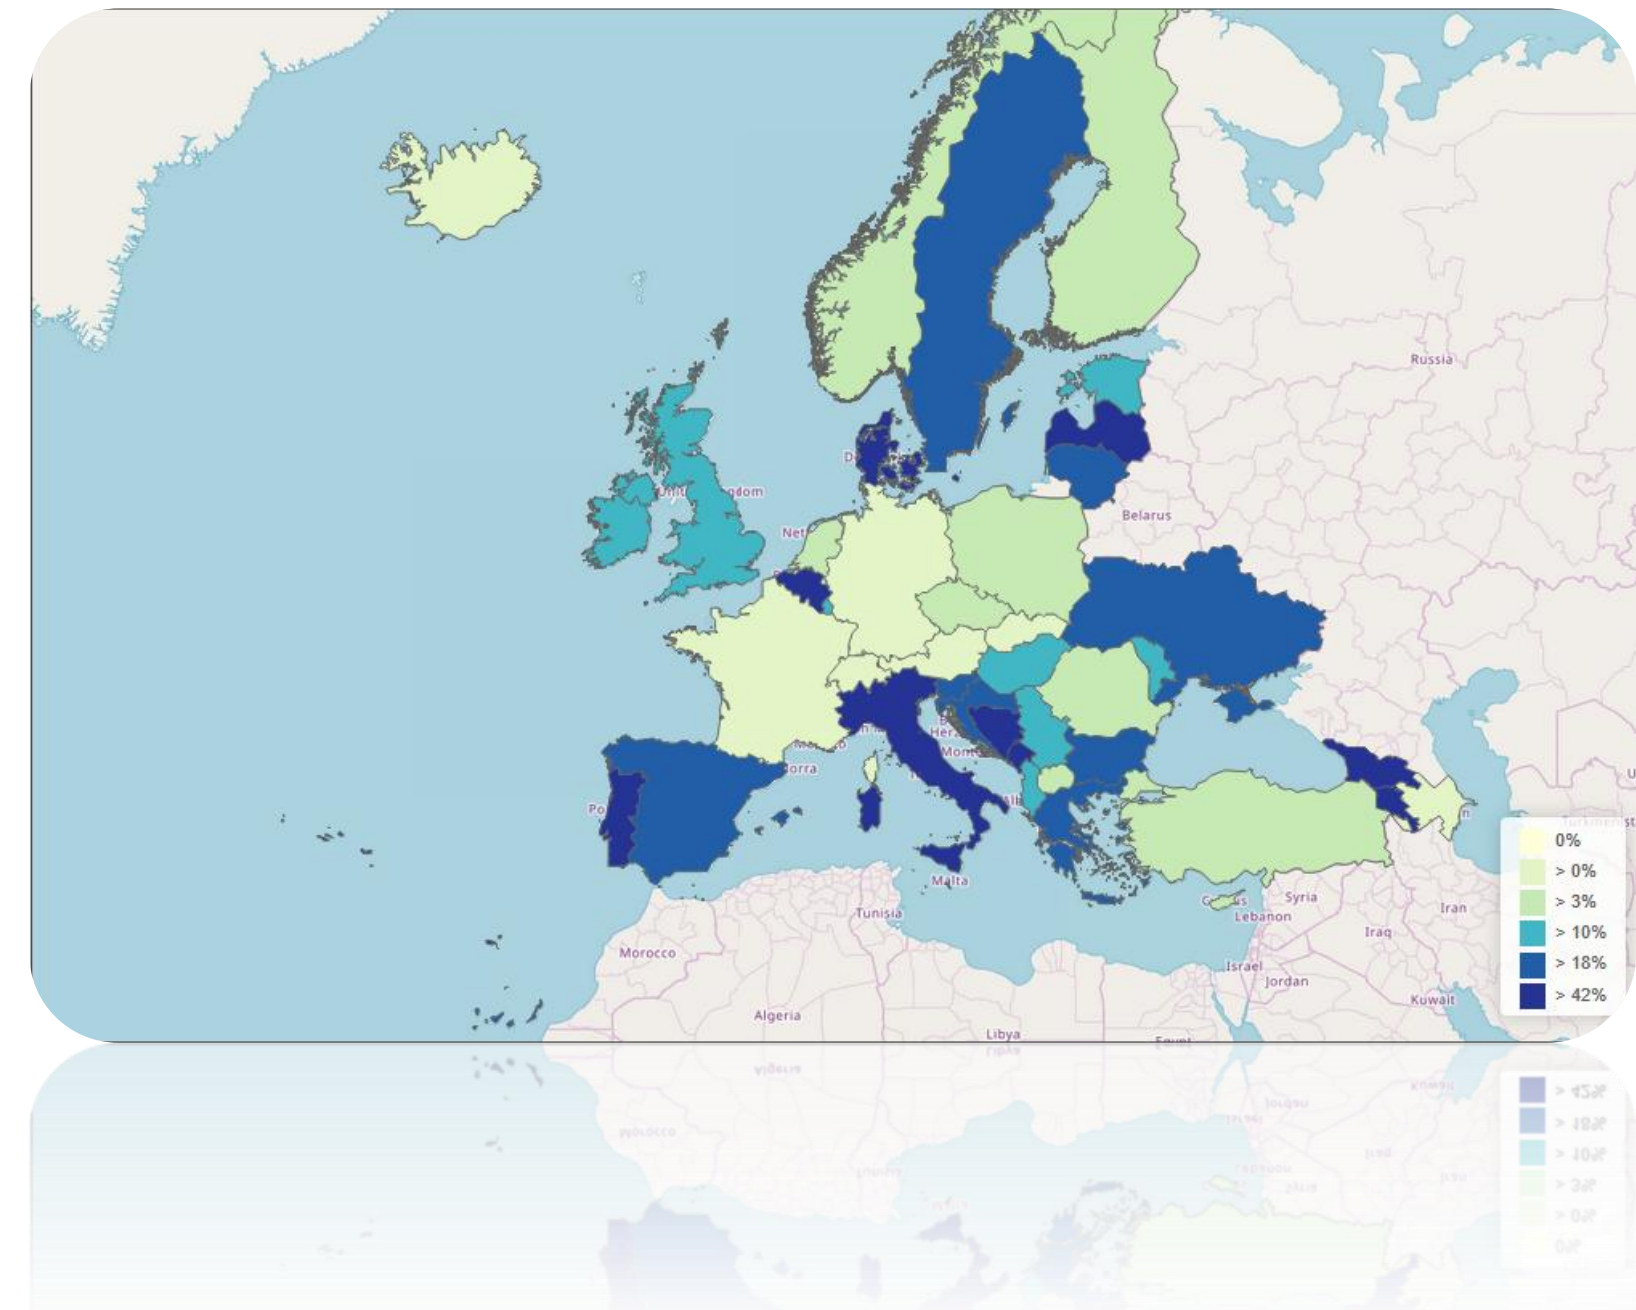 Russia
Belarus
Malta
Tunisia
Morocco
Algeria
Libya
Syria
Lebanon
Iraq
Iran
Israel
Jordan
Kuwait
0%
> 0%
> 3%
> 10%
> 18%
> 42%